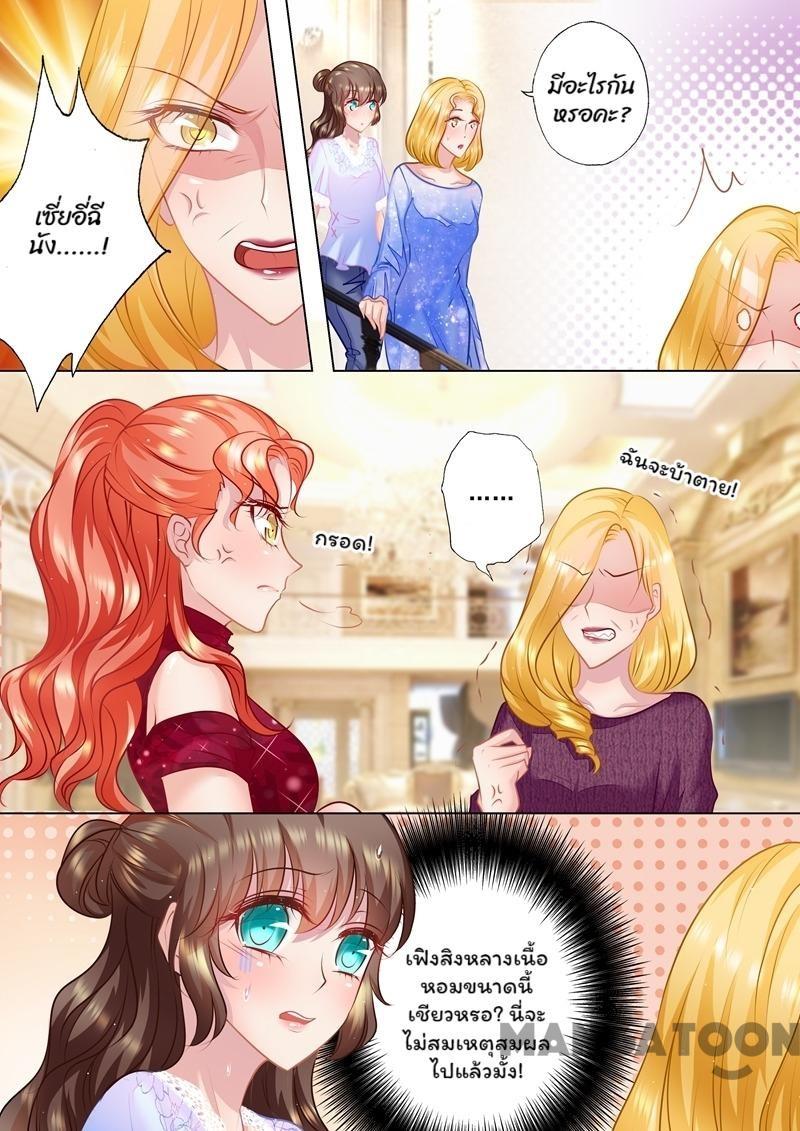 เซี่ยอี่ฉี
นัง......!
มีอะไรกัน
หรอคะ?
กรอด!
......
ฉันจะบ้าตาย!
เฟิงสิงหลางเนื้อ
หอมขนาดนี้
เชียวหรอ? นี่จะ
ไม่สมเหตุสมผล
ไปแล้วมั้ง!